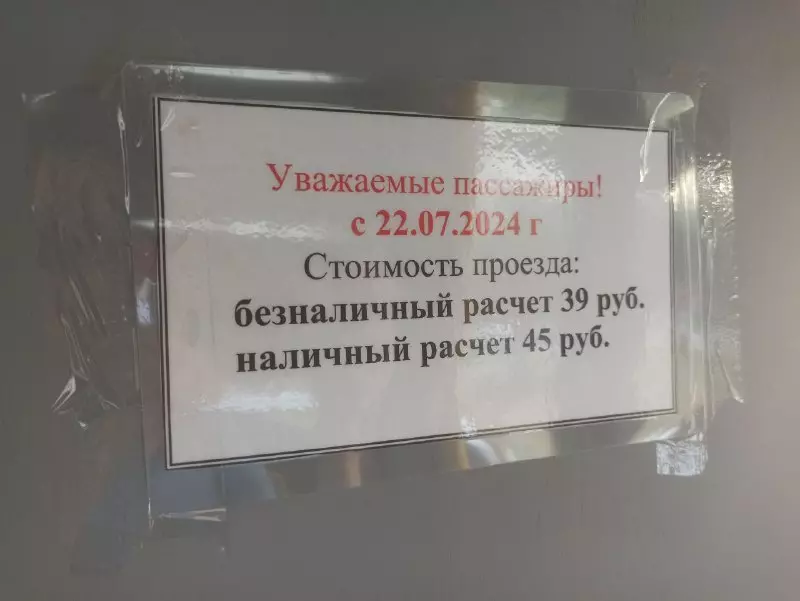 Уважаемые пассажиры!
с 22.07.2024 г
Стоимость проезда:
безналичный расчет 39 руб.
наличный расчет 45 руб.